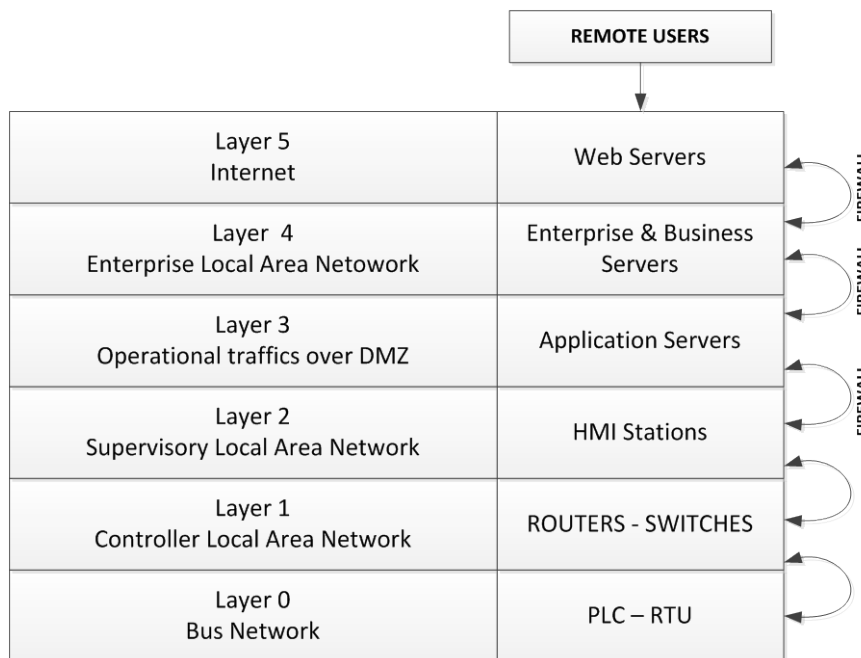 REMOTE USERS
Layer 5
Internet
Web Servers
FIREWALL
Layer 4
Enterprise Local Area Netowork
Enterprise & Business
Servers
FIREWALL
Layer 3
Operational traffics over DMZ
Application Servers
FIREWALL
Layer 2
Supervisory Local Area Network
HMI Stations
Layer 1
Controller Local Area Network
ROUTERS - SWITCHES
Layer 0
Bus Network
PLC – RTU